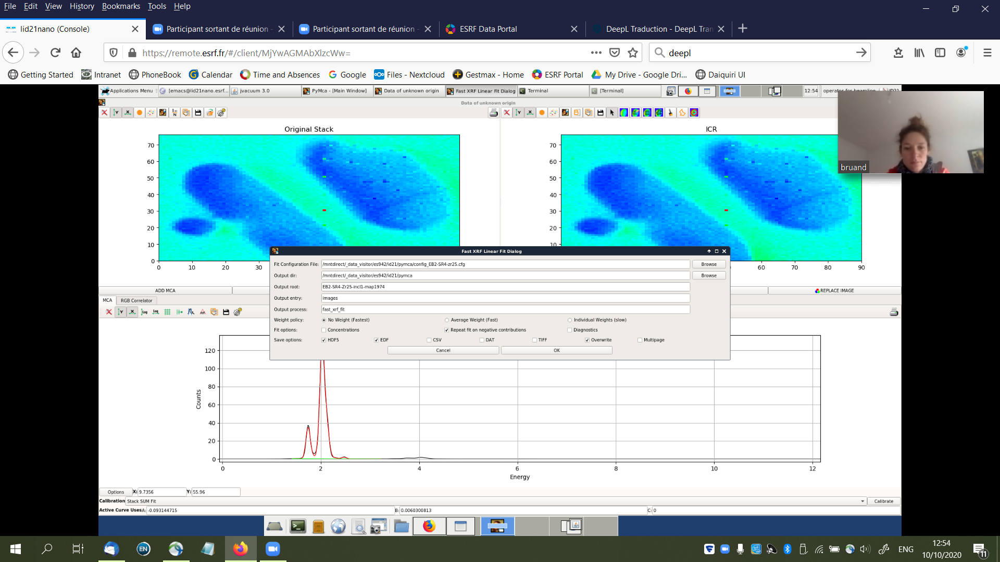 File Edit View History Bookmarks Tools Help
lid21nano (Console)
Participant sortant de réunion -
Participant sortant de réunion -
ESRF Data Portal
DeepL Traduction - DeepL Tran
https://remote.esrf.fr/#/client/MjYwAGMAbXlzcWw=
deepl
Getting Started Intranet PhoneBook Calendar Time and Absences Google Files - Nextcloud Gestmax - Home ESRF Portal My Drive - Google Dri... Daiquiri UI
Applications Menu [emacs@lid21nano.esrf... jvacuum 3.0 PyMca - [Main Window] Data of unknown origin Fast XRF Linear Fit Dialog Terminal [Terminal] 12:54
Data of unknown origin
Original Stack
70
60
50
40
30
20
10
0
0 10 20 30
ICR
70
60
50
40
30
20
10
60 70 80 90
bruand
Fast XRF Linear Fit Dialog
Fit Configuration File: /mntdirect/_data_visitor/es942/id21/pymca/config_EB2-SR4-zr25.cfg Browse
Output dir: /mntdirect/_data_visitor/es942/id21/pymca Browse
Output root: EB2-SR4-Zr25-incl1-map1974
Output entry: images
Output process: fast_xrf_fit
Weight policy: No Weight (Fastest) Average Weight (Fast) Individual Weights (slow)
Fit options: Concentrations Repeat fit on negative contributions Diagnostics
Save options: HDF5 EDF CSV DAT TIFF Overwrite Multipage
Cancel OK
ADD MCA REPLACE IMAGE
MCA RGB Correlator
120
100
80
60
40
20
0
Counts
0 2 4 6 8 10 12
Energy
Options X: 9.7356 Y: 55.96
Calibration Stack SUM Fit Calibrate
Active Curve Uses A: -0.093144715 B: 0.0060300813 C: 0
EN
ENG
12:54
10/10/2020
11